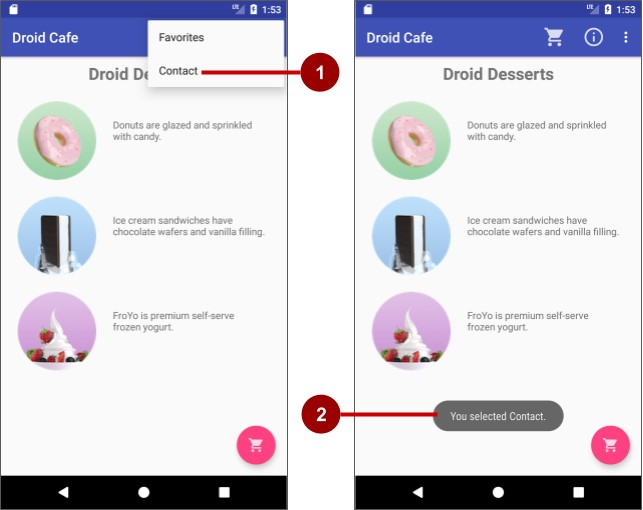 LTE 1:53
Droid Cafe
Favorites
Contact
1
Droid De
Donuts are glazed and sprinkled
with candy.
Ice cream sandwiches have
chocolate wafers and vanilla filling.
FroYo is premium self-serve
frozen yogurt.
LTE 1:53
Droid Cafe
Droid Desserts
Donuts are glazed and sprinkled
with candy.
Ice cream sandwiches have
chocolate wafers and vanilla filling.
FroYo is premium self-serve
frozen yogurt.
2
You selected Contact.